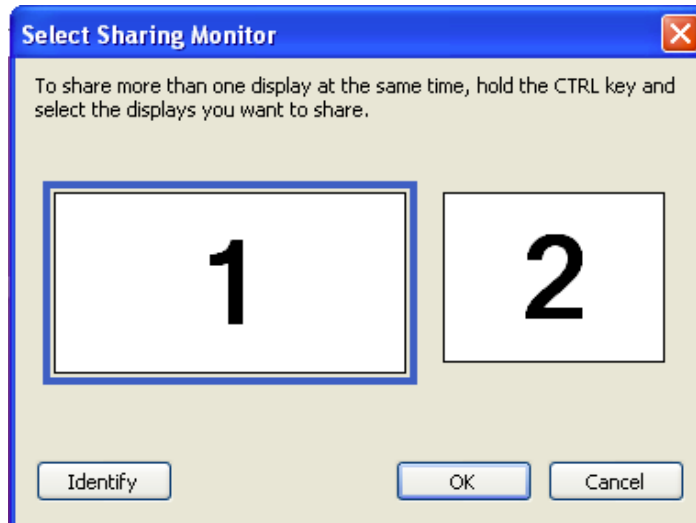 Select Sharing Monitor
To share more than one display at the same time, hold the CTRL key and
select the displays you want to share.
1 2
Identify OK Cancel